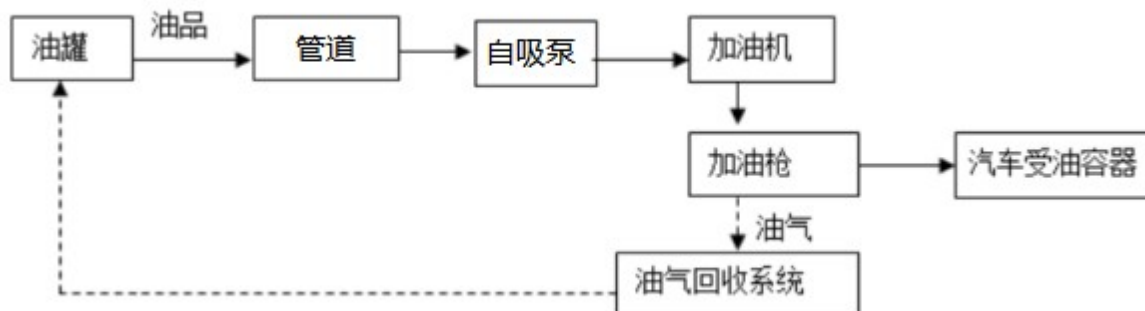 油罐
油品
管道
自吸泵
加油机
加油枪
汽车受油容器
油气
油气回收系统